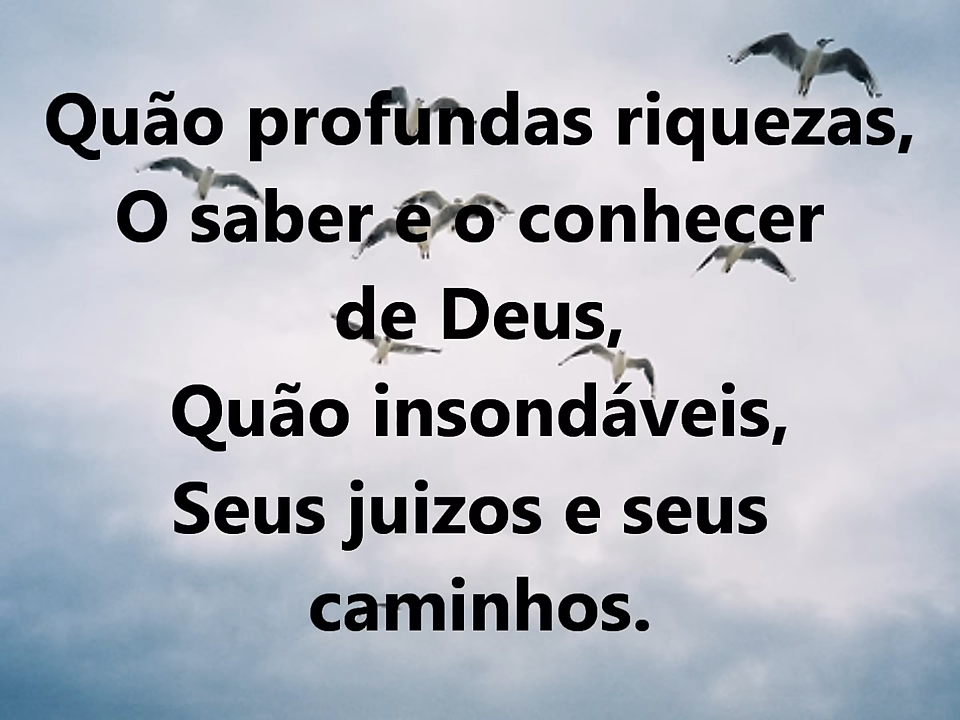 Quão profundas riquezas,
O saber e o conhecer
de Deus,
Quão insondáveis,
Seus juizos e seus
caminhos.